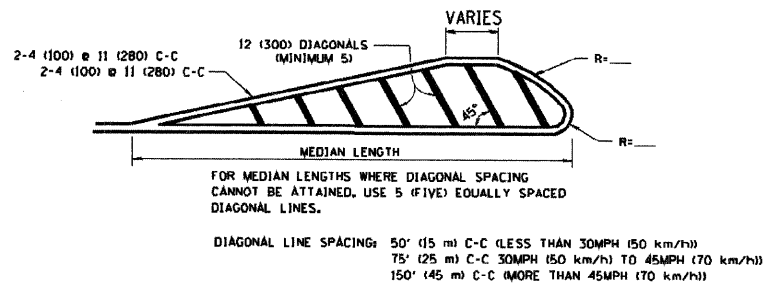 VARIES
2-4 (100) @ 11 (280) C-C
2-4 (100) @ 11 (280) C-C
12 (300) DIAGONALS
(MINIMUM 5)
R=___
45°
R=___
MEDIAN LENGTH
FOR MEDIAN LENGTHS WHERE DIAGONAL SPACING
CANNOT BE ATTAINED, USE 5 (FIVE) EQUALLY SPACED
DIAGONAL LINES.
DIAGONAL LINE SPACING: 50' (15 m) C-C (LESS THAN 30MPH (50 km/h))
75' (25 m) C-C 30MPH (50 km/h) TO 45MPH (70 km/h))
150' (45 m) C-C (MORE THAN 45MPH (70 km/h))